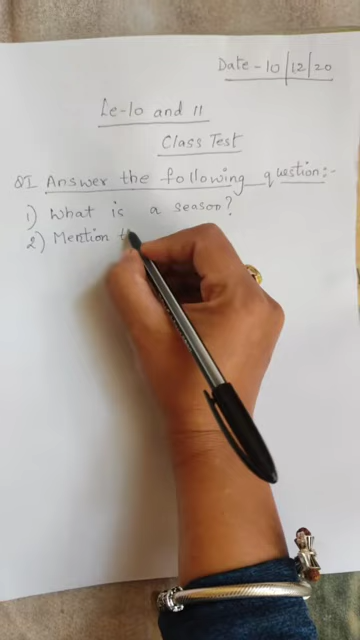 Date - 10/12/20
Le-10 and 11
Class Test
QI Answer the following question:-
1) What is a season?
2) Mention t